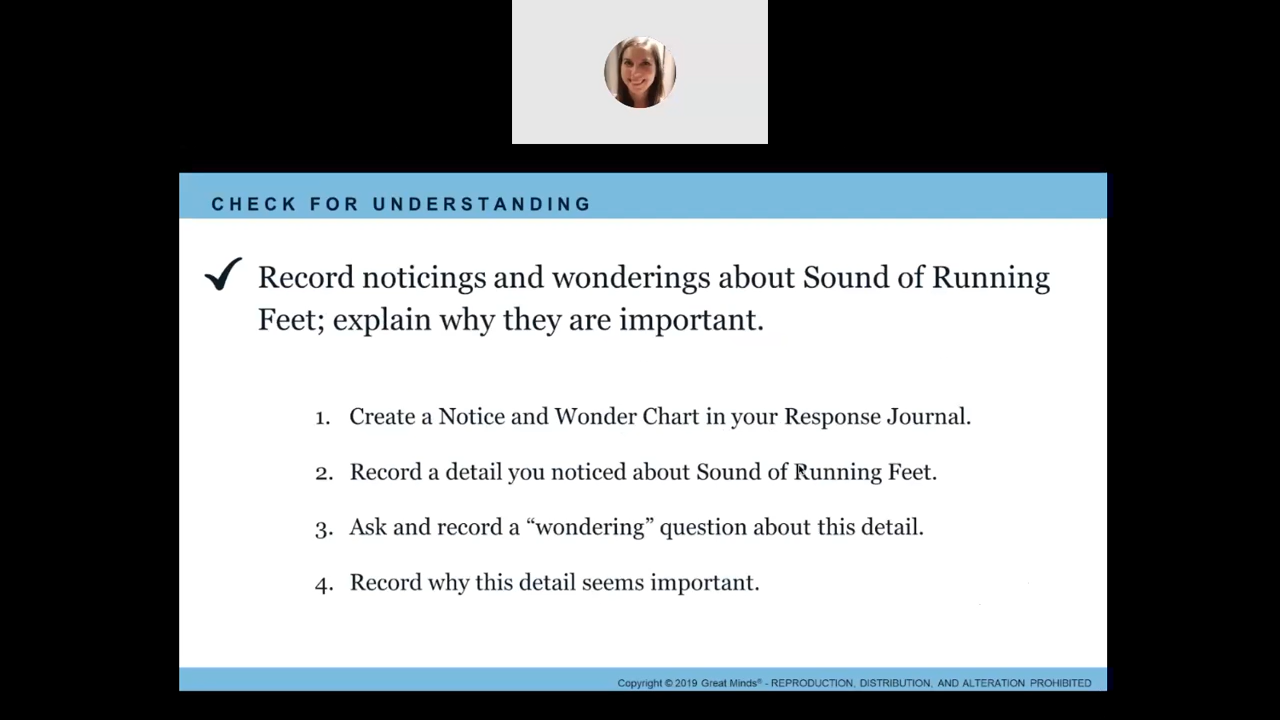 CHECK FOR UNDERSTANDING
✓ Record noticings and wonderings about Sound of Running
Feet; explain why they are important.
1. Create a Notice and Wonder Chart in your Response Journal.
2. Record a detail you noticed about Sound of Running Feet.
3. Ask and record a “wondering” question about this detail.
4. Record why this detail seems important.
Copyright © 2019 Great Minds® - REPRODUCTION, DISTRIBUTION, AND ALTERATION PROHIBITED